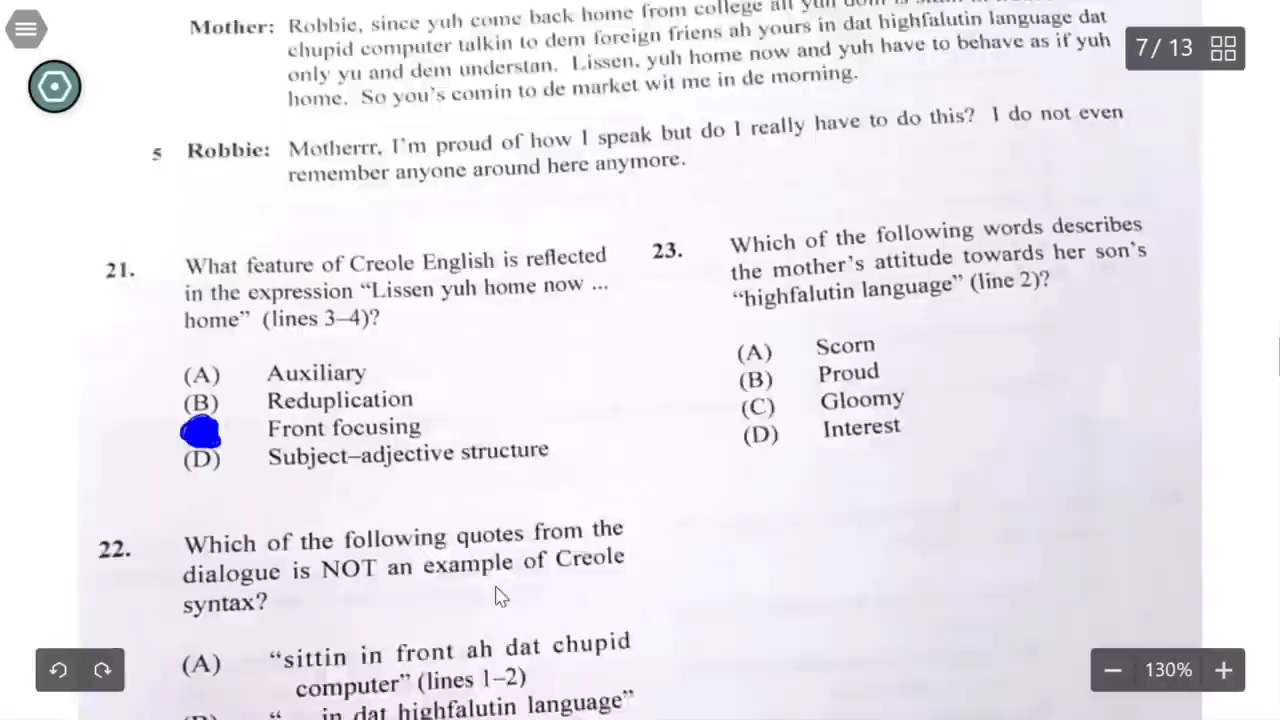 7 / 13
Mother: Robbie, since yuh come back home from college all yuh
chupid computer talkin to dem foreign friens ah yours in dat highfalutin language dat
only yu and dem understan. Lissen, yuh home now and yuh have to behave as if yuh
home. So you's comin to de market wit me in de morning.
5 Robbie: Motherrr, I'm proud of how I speak but do I really have to do this? I do not even
remember anyone around here anymore.
21. What feature of Creole English is reflected
in the expression “Lissen yuh home now ...
home” (lines 3–4)?
(A) Auxiliary
(B) Reduplication
Front focusing
(D) Subject–adjective structure
22. Which of the following quotes from the
dialogue is NOT an example of Creole
syntax?
(A) “sittin in front ah dat chupid
computer” (lines 1–2)
“ in dat highfalutin language”
23. Which of the following words describes
the mother's attitude towards her son's
“highfalutin language” (line 2)?
(A) Scorn
(B) Proud
(C) Gloomy
(D) Interest
130%